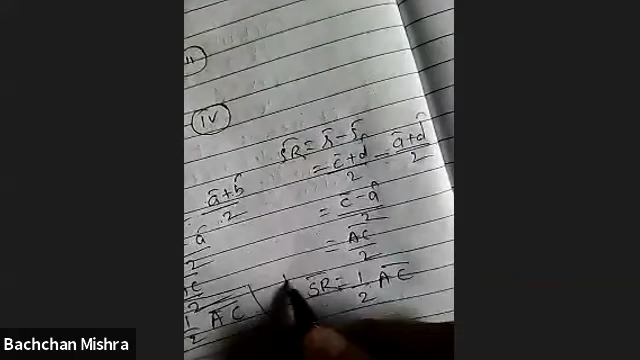 (iv)
SR̄ = r̄ - s̄
= (c̄+d̄)/2 - (ā+d̄)/2
(ā+b̄)/2
= (c̄-ā)/2
= AC̄/2
SR̄ = 1/2 AC̄
1/2 AC̄
Bachchan Mishra